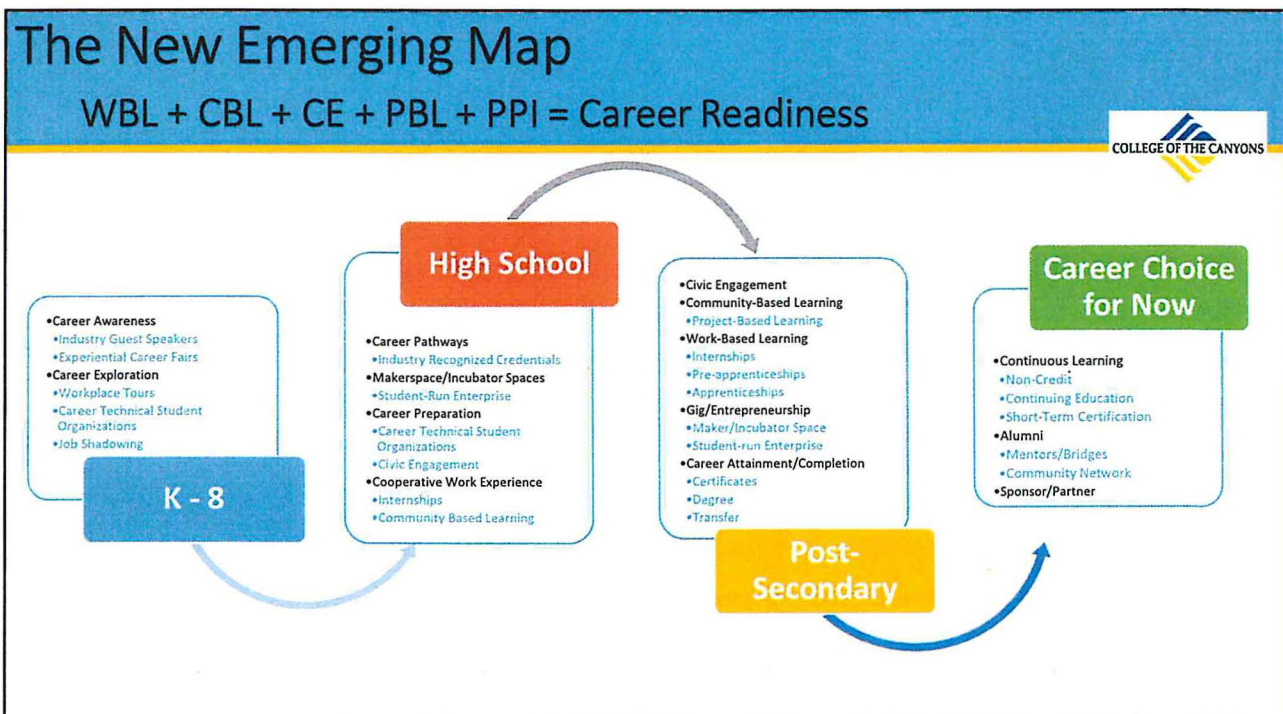 The New Emerging Map
WBL + CBL + CE + PBL + PPI = Career Readiness
COLLEGE OF THE CANYONS
•Career Awareness
•Industry Guest Speakers
•Experiential Career Fairs
•Career Exploration
•Workplace Tours
•Career Technical Student
Organizations
•Job Shadowing
K - 8
High School
•Career Pathways
•Industry Recognized Credentials
•Makerspace/Incubator Spaces
•Student-Run Enterprise
•Career Preparation
•Career Technical Student
Organizations
•Civic Engagement
•Cooperative Work Experience
•Internships
•Community Based Learning
•Civic Engagement
•Community-Based Learning
•Project-Based Learning
•Work-Based Learning
•Internships
•Pre-apprenticeships
•Apprenticeships
•Gig/Entrepreneurship
•Maker/Incubator Space
•Student-run Enterprise
•Career Attainment/Completion
•Certificates
•Degree
•Transfer
Post-
Secondary
Career Choice
for Now
•Continuous Learning
•Non-Credit
•Continuing Education
•Short-Term Certification
•Alumni
•Mentors/Bridges
•Community Network
•Sponsor/Partner